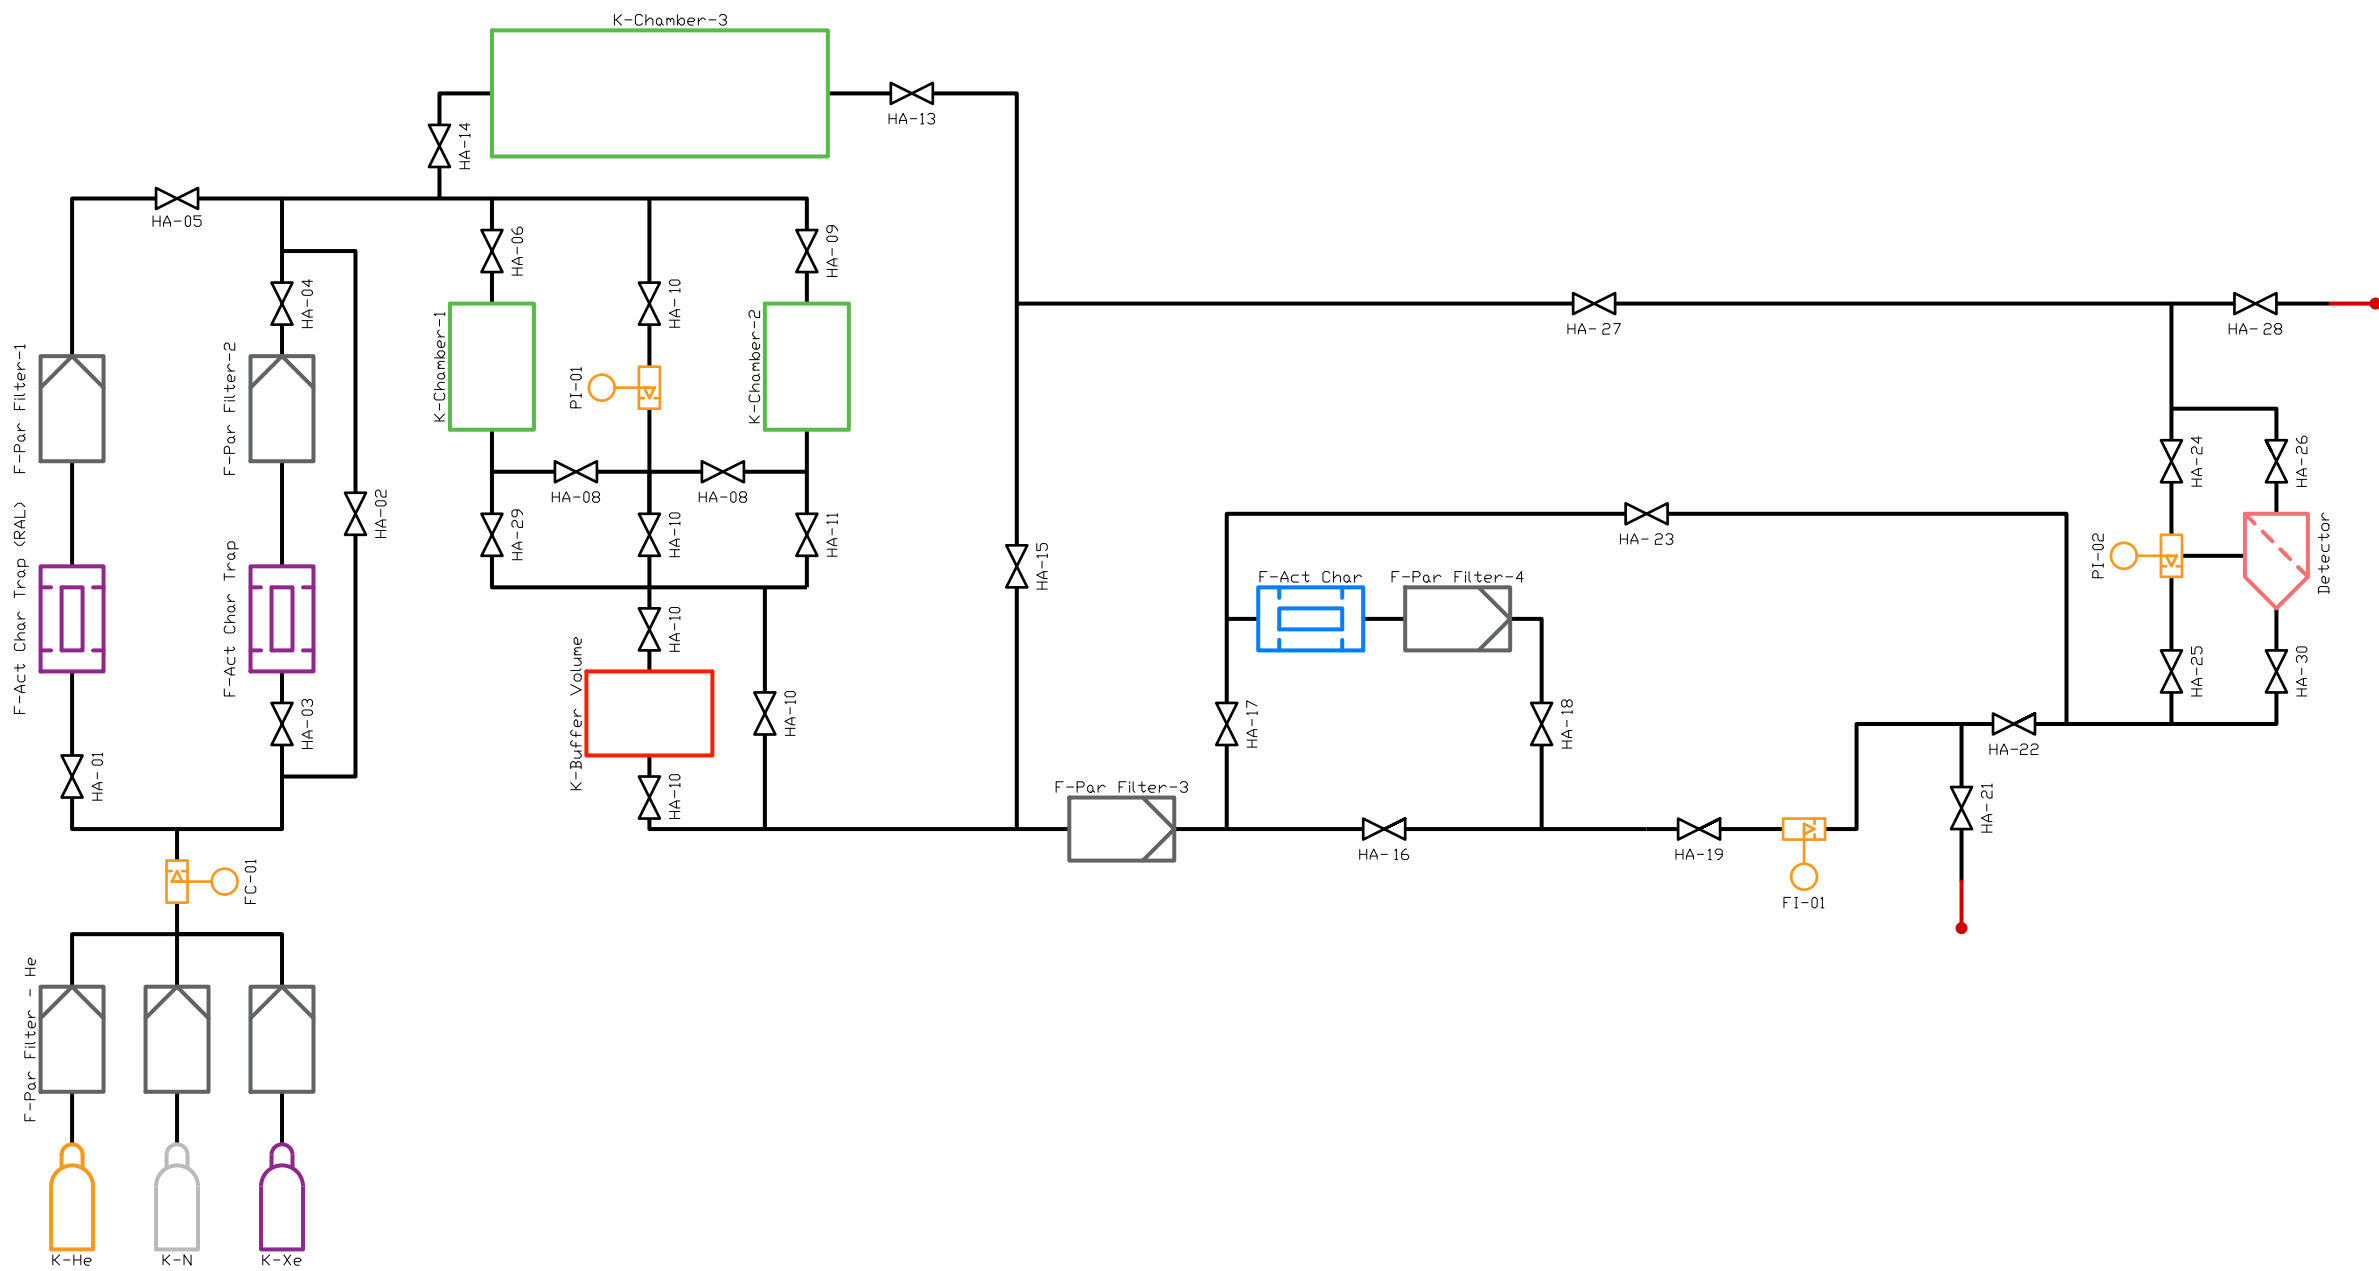 K-Chamber-3
HA-13
HA-14
HA-05
HA-06
HA-09
HA-04
HA-10
HA-27
HA- 28
F-Par Filter-1
F-Par Filter-2
K-Chamber-1
PI-01
K-Chamber-2
HA-02
HA-08
HA-08
HA-24
HA-26
HA-29
HA-10
HA-11
HA-15
HA-23
F-Act Char Trap (RAL)
F-Act Char Trap
F-Act Char
F-Par Filter-4
PI-02
Detector
HA-10
HA-03
K-Buffer Volume
HA-10
HA-17
HA-18
HA-25
HA-30
HA-22
HA-01
HA-10
F-Par Filter-3
HA-21
HA-16
HA-19
FC-01
FI-01
F-Par Filter - He
K-He
K-N
K-Xe